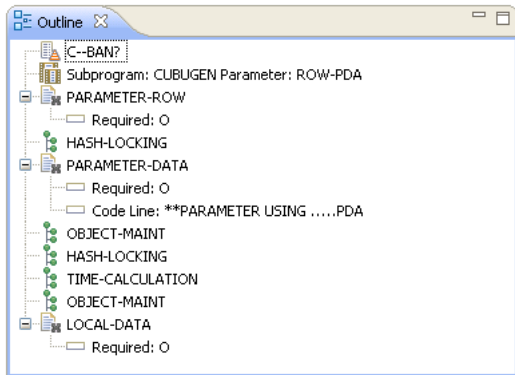 Outline
C--BAN?
Subprogram: CUBUGEN Parameter: ROW-PDA
PARAMETER-ROW
Required: O
HASH-LOCKING
PARAMETER-DATA
Required: O
Code Line: **PARAMETER USING .....PDA
OBJECT-MAINT
HASH-LOCKING
TIME-CALCULATION
OBJECT-MAINT
LOCAL-DATA
Required: O